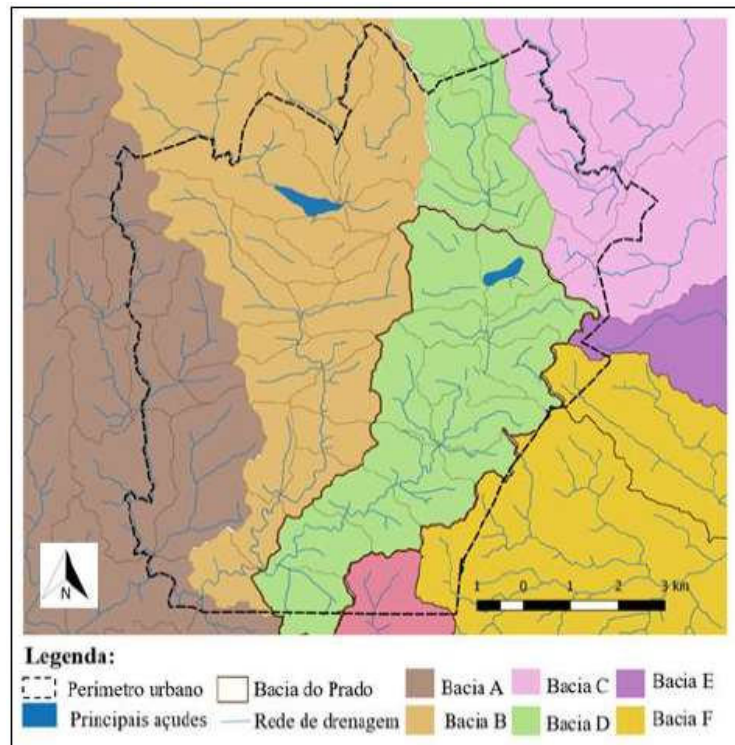 N
1 0 1 2 3 km
Legenda:
Perímetro urbano Bacia do Prado Bacia A Bacia C Bacia E
Principais açudes Rede de drenagem Bacia B Bacia D Bacia F